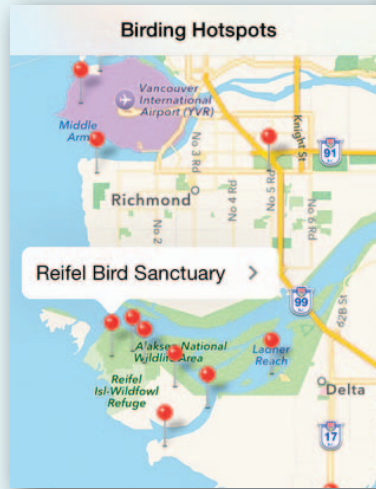 Birding Hotspots
Vancouver
International
Airport (YVR)
Middle
Arm
Knight St
91
No 3 Rd
No 5 Rd
Richmond
No 4 Rd
No 6 Rd
No 2
Reifel Bird Sanctuary
99
62B St
Alaksen National
Wildlife Area
Ladner
Reach
Reifel
Isl-Wildfowl
Refuge
Delta
17